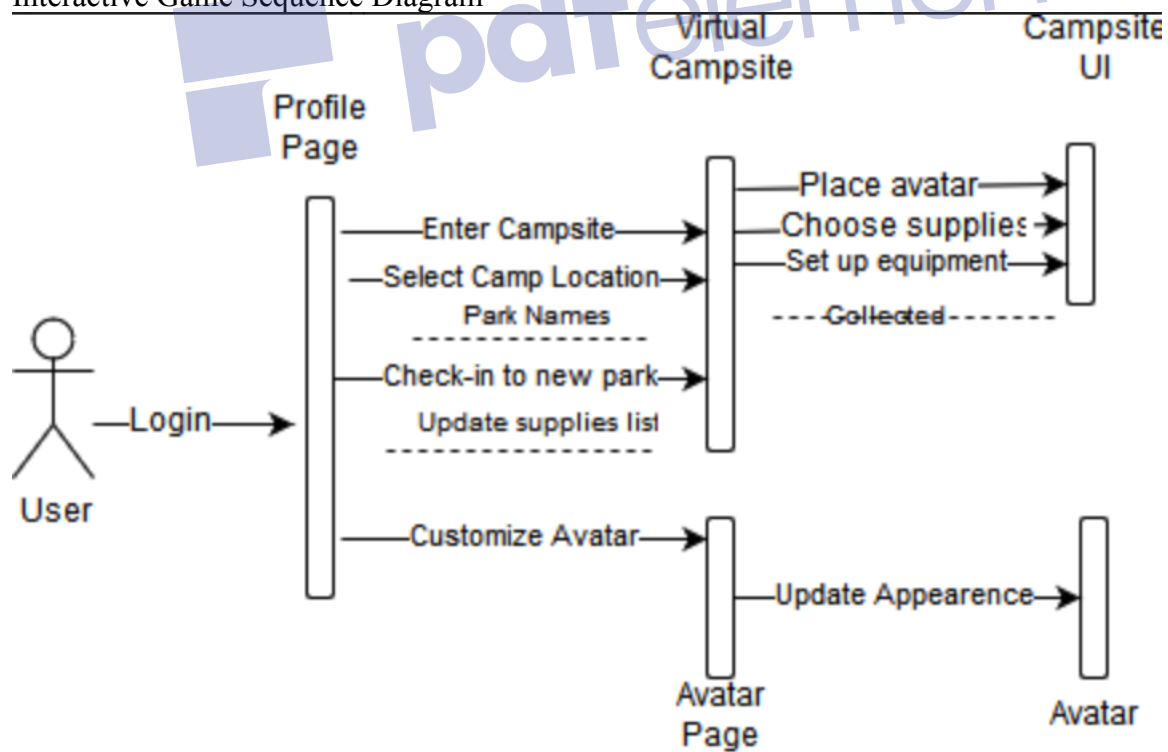 Interactive Game Sequence Diagram
pdfelement
Virtual
Campsite
Campsite
UI
Profile
Page
Place avatar
Enter Campsite
Choose supplies
Set up equipment
Select Camp Location
Park Names
Collected
Check-in to new park
Login
Update supplies list
User
Customize Avatar
Update Appearence
Avatar
Page
Avatar